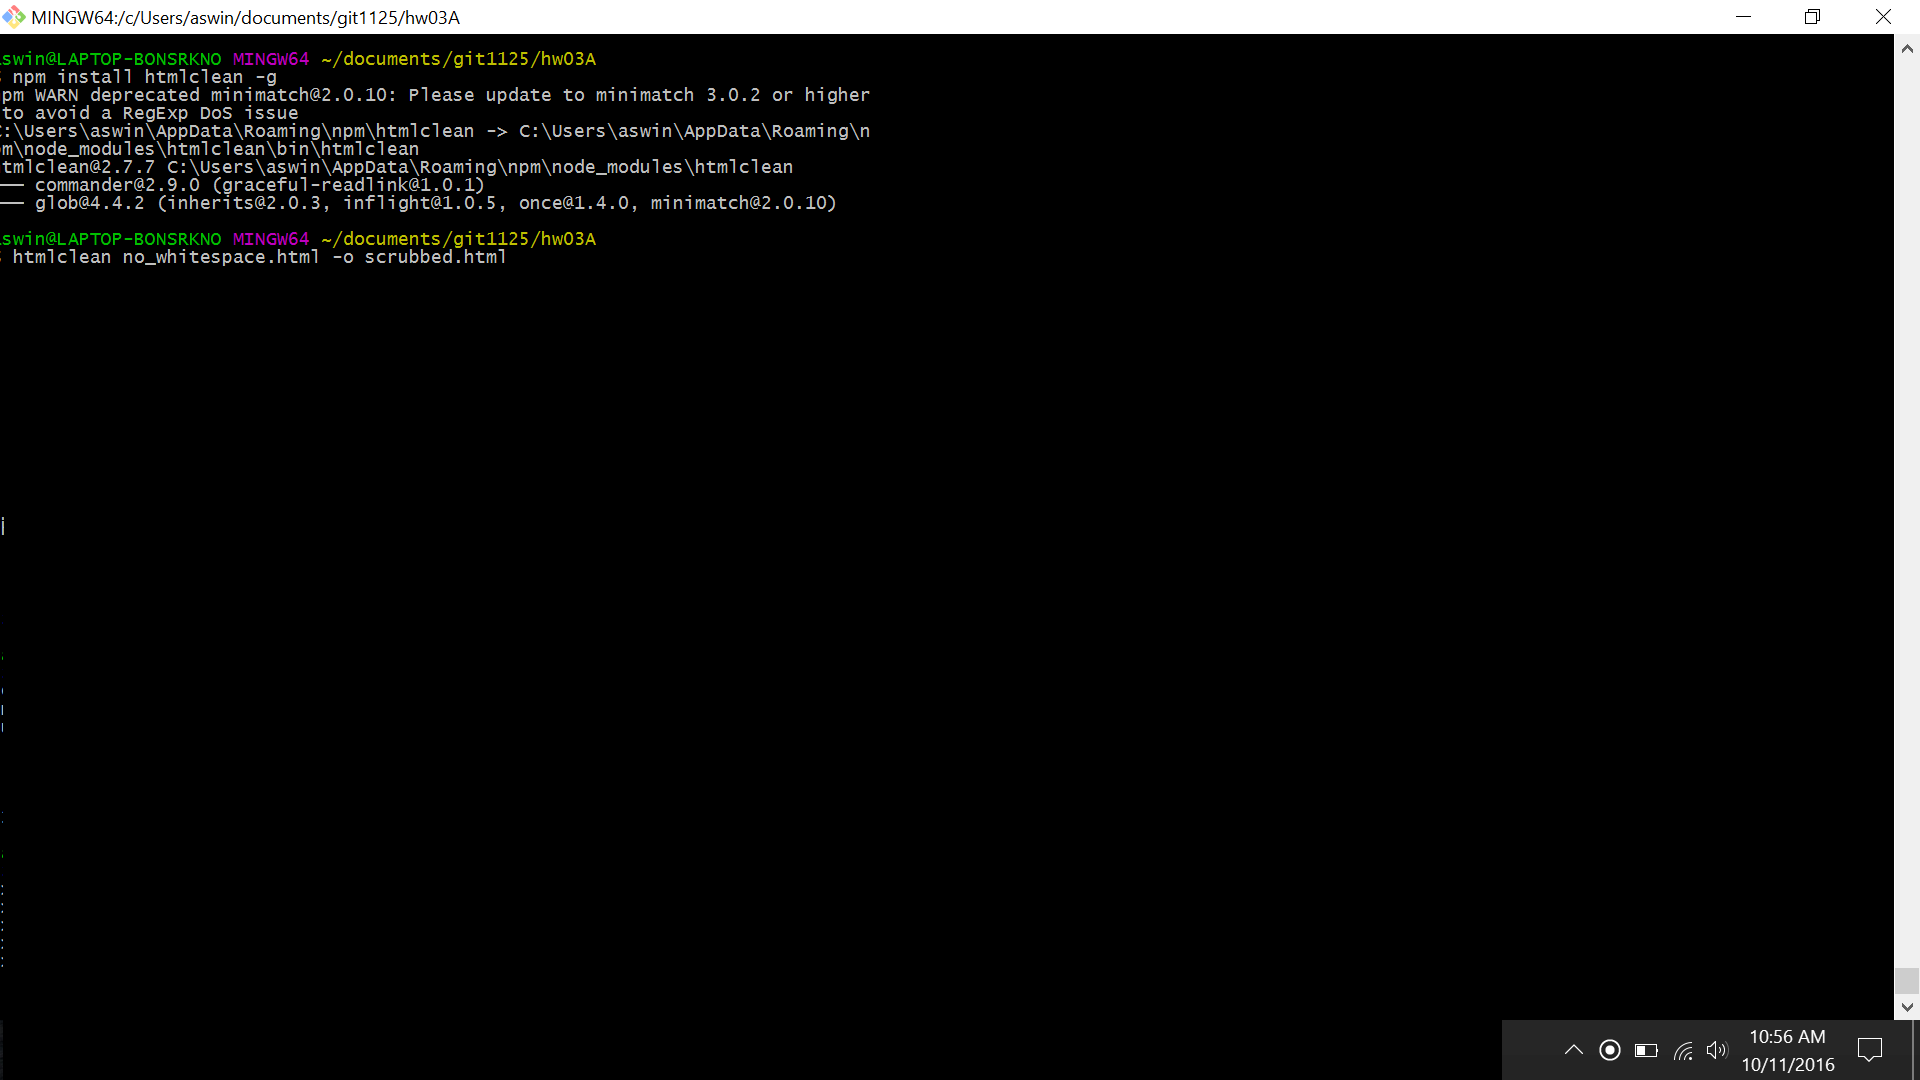 MINGW64:/c/Users/aswin/documents/git1125/hw03A
swin@LAPTOP-BONSRKNO MINGW64 ~/documents/git1125/hw03A
npm install htmlclean -g
pm WARN deprecated minimatch@2.0.10: Please update to minimatch 3.0.2 or higher
to avoid a RegExp DoS issue
:\Users\aswin\AppData\Roaming\npm\htmlclean -> C:\Users\aswin\AppData\Roaming\n
m\node_modules\htmlclean\bin\htmlclean
tmlclean@2.7.7 C:\Users\aswin\AppData\Roaming\npm\node_modules\htmlclean
── commander@2.9.0 (graceful-readlink@1.0.1)
── glob@4.4.2 (inherits@2.0.3, inflight@1.0.5, once@1.4.0, minimatch@2.0.10)
swin@LAPTOP-BONSRKNO MINGW64 ~/documents/git1125/hw03A
htmlclean no_whitespace.html -o scrubbed.html
10:56 AM
10/11/2016